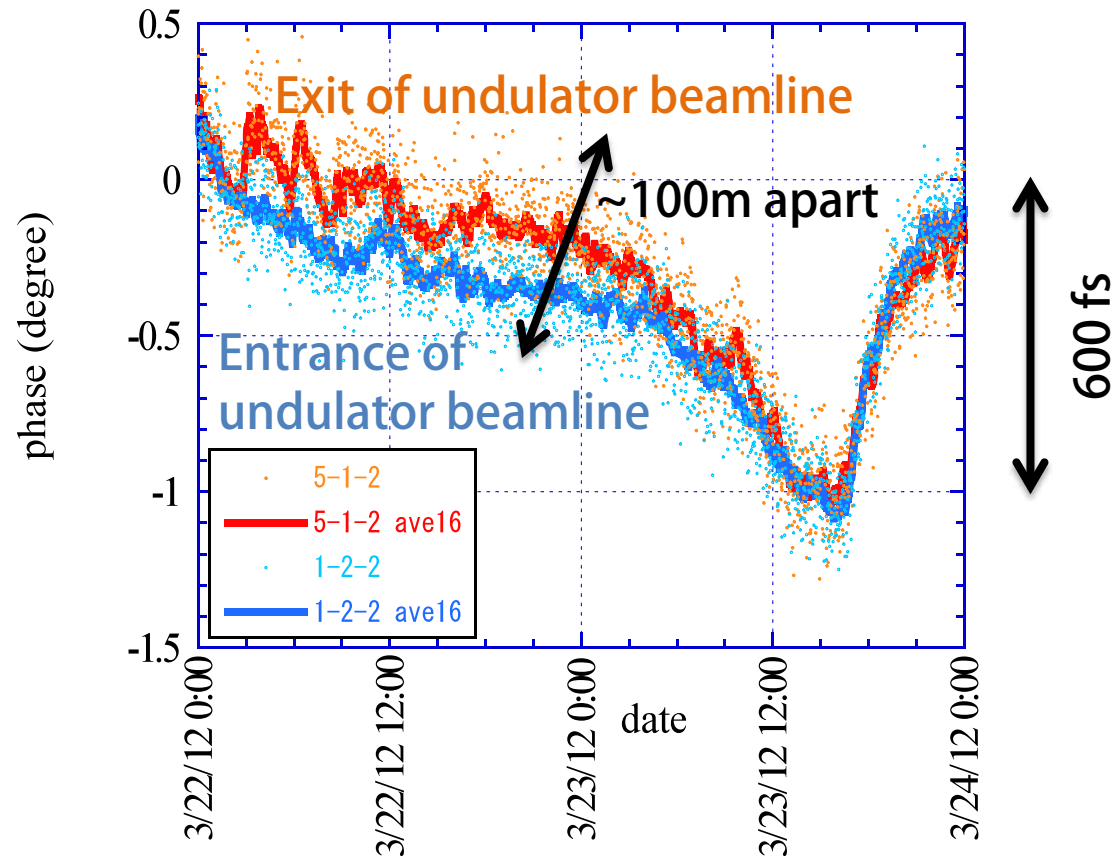 0.5
0
-0.5
-1
-1.5
phase (degree)
Exit of undulator beamline
~100m apart
Entrance of
undulator beamline
5-1-2
5-1-2 ave16
1-2-2
1-2-2 ave16
600 fs
3/22/12 0:00
3/22/12 12:00
3/23/12 0:00
3/23/12 12:00
3/24/12 0:00
date